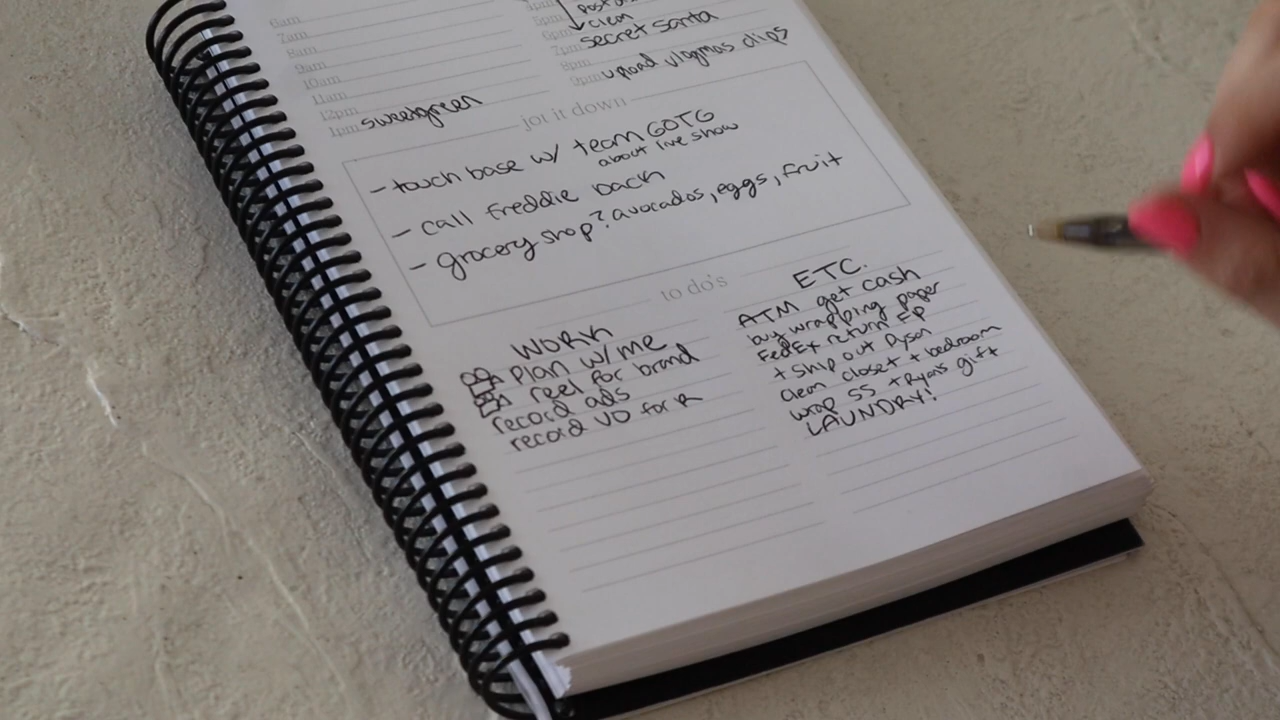 6am
7am
8am
9am
10am
11am
12pm
1pm sweetgreen
5pm clean
6pm
7pm secret santa
8pm
9pm upload vlogmas clips
jot it down
- touch base w/ team GOTG
about live show
- call freddie back
- grocery shop? avocados, eggs, fruit
to do's
WORK
plan w/ me
reel for brand
record ads
record VO for R
ETC.
ATM get cash
buy wrapping paper
FedEx return FP
+ ship out Dyson
clean closet + bedroom
wrap SS + Ryan's gift
LAUNDRY!